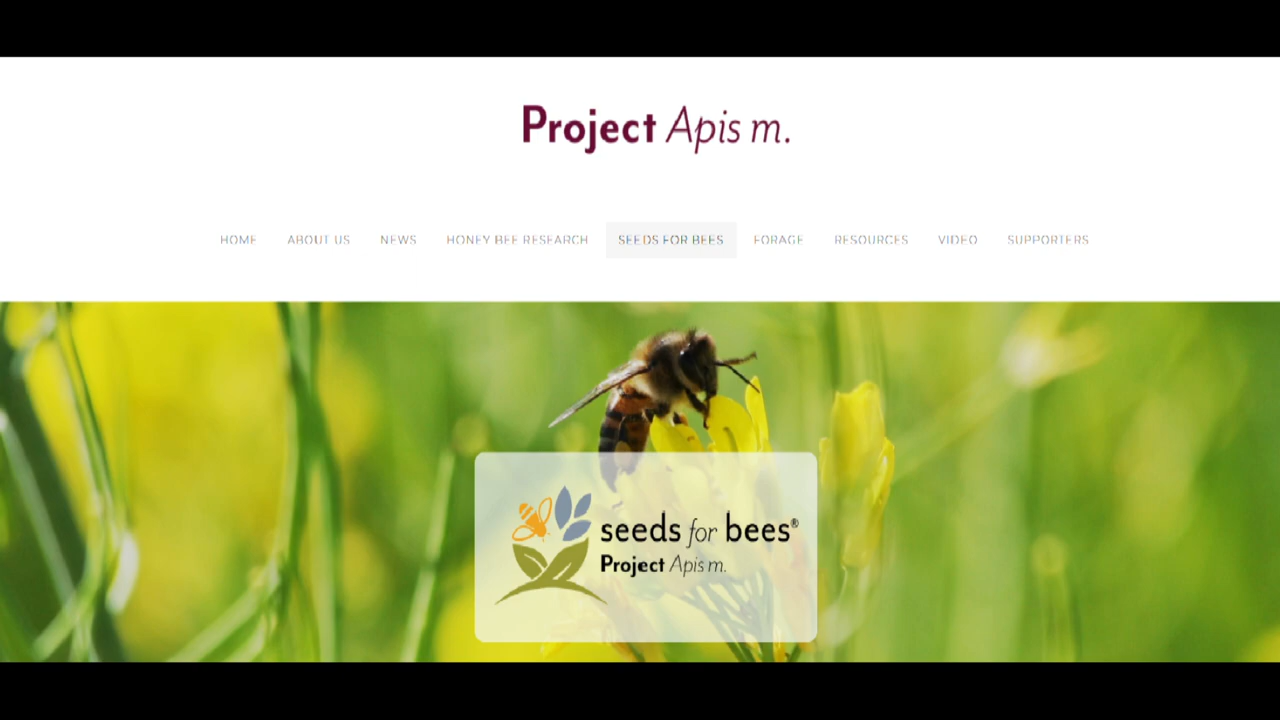 Project Apis m.
HOME ABOUT US NEWS HONEY BEE RESEARCH SEEDS FOR BEES FORAGE RESOURCES VIDEO SUPPORTERS
seeds for bees®
Project Apis m.